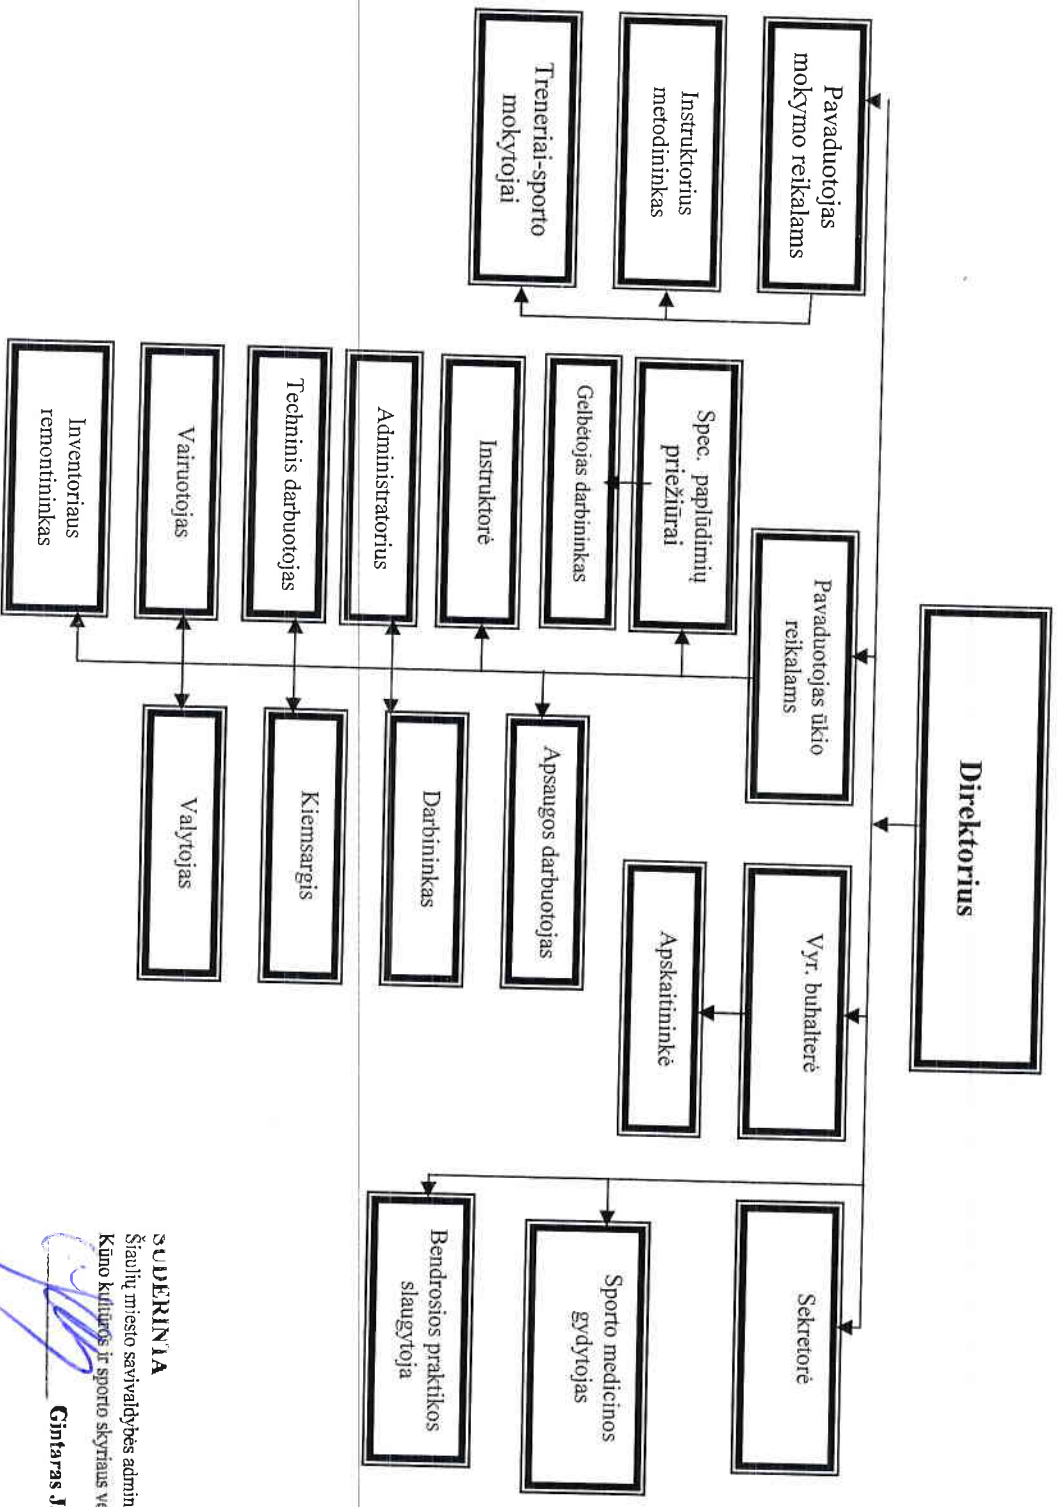 Direktorius
Pavaduotojas
mokymo reikalams
Pavaduotojas ūkio
reikalams
Vyr. buhalterė
Sekretorė
Instruktorius
metodininkas
Treneriai-sporto
mokytojai
Spec. paplūdimių
priežiūrai
Gelbėtojas darbininkas
Instruktorė
Administratorius
Techninis darbuotojas
Vairuotojas
Inventoriaus
remontininkas
Apsaugos darbuotojas
Darbininkas
Kiemsargis
Valytojas
Apskaitininkė
Sporto medicinos
gydytojas
Bendrosios praktikos
slaugytoja
SUDERINTA
Šiaulių miesto savivaldybės admin
Kūno kultūros ir sporto skyriaus ve
Gintaras J